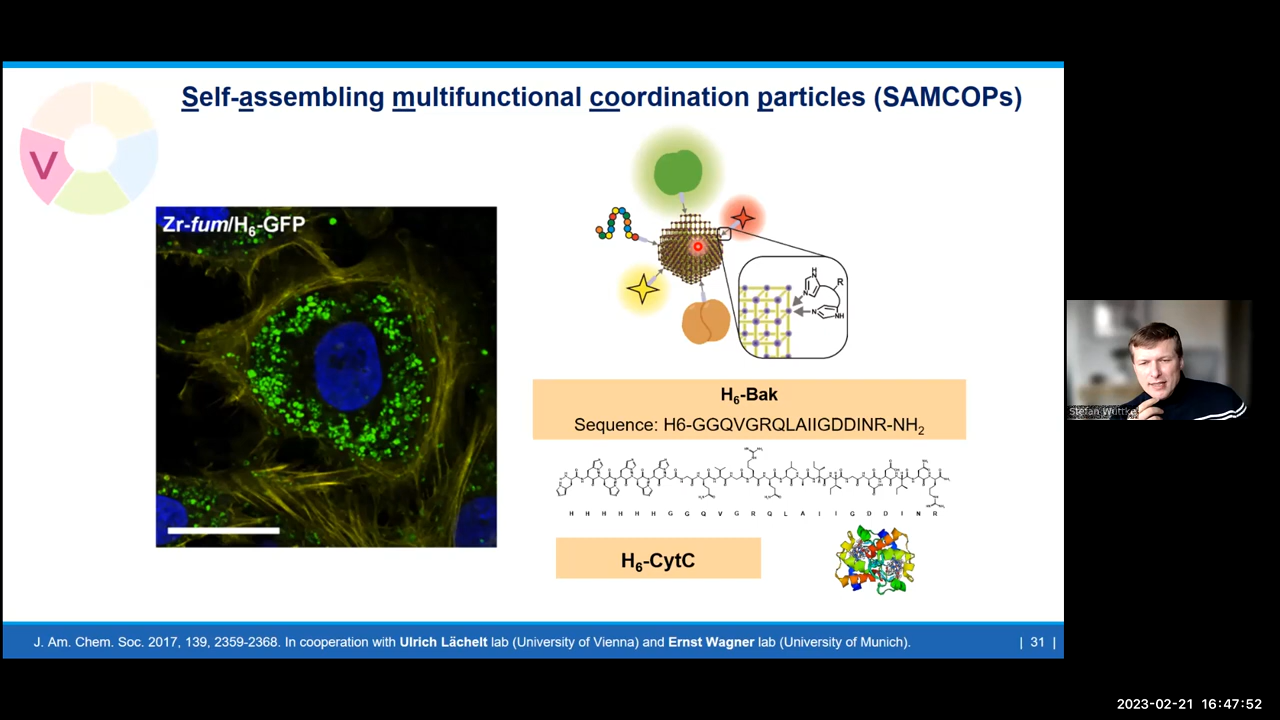 Self-assembling multifunctional coordination particles (SAMCOPs)
V
Zr-fum/H₆-GFP
H
N
R
N
N
NH
H₆-Bak
Sequence: H6-GGQVGRQLAIIGDDINR-NH₂
H H H H H H G G Q V G R Q L A I I G D D I N R
H₆-CytC
Stefan Wuttke
J. Am. Chem. Soc. 2017, 139, 2359-2368. In cooperation with Ulrich Lächelt lab (University of Vienna) and Ernst Wagner lab (University of Munich).
| 31 |
2023-02-21 16:47:52